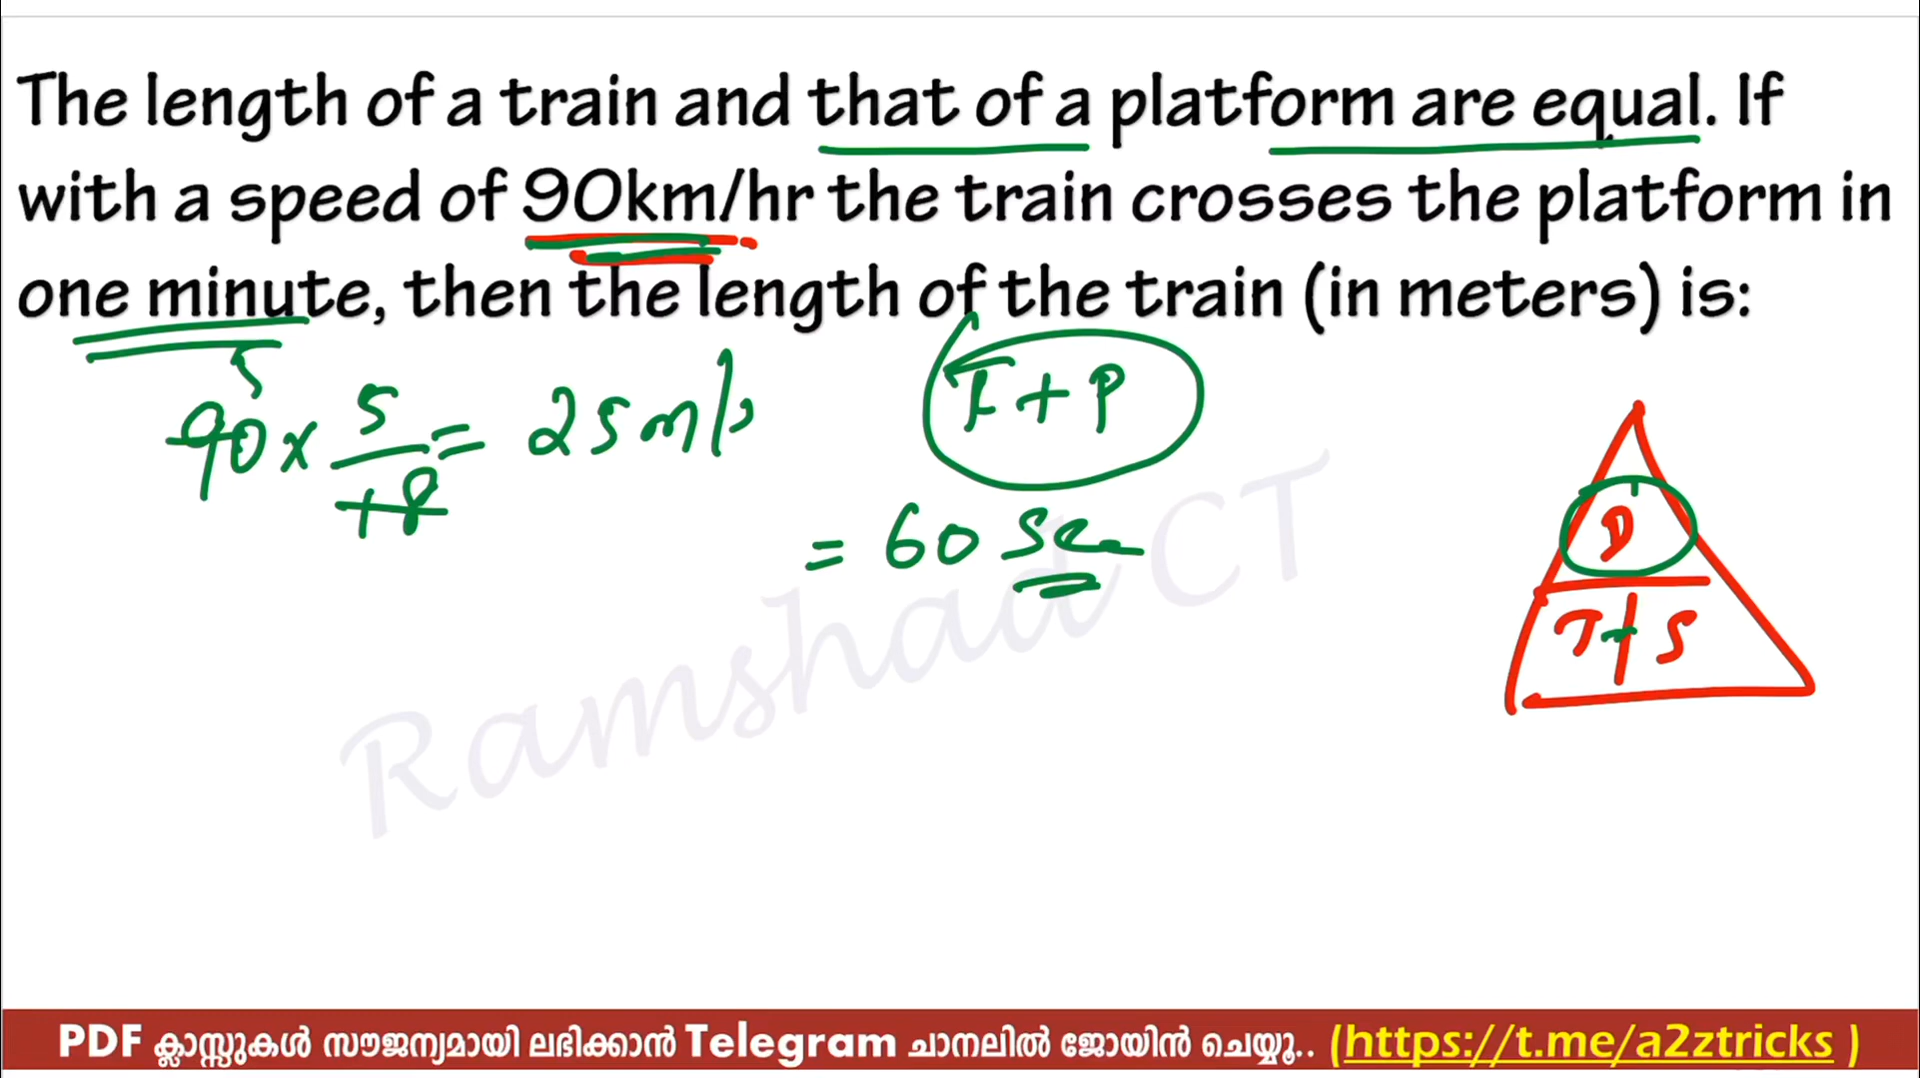 The length of a train and that of a platform are equal. If
with a speed of 90km/hr the train crosses the platform in
one minute, then the length of the train (in meters) is:
5
90 x 5/18 = 25 m/s
T + P
= 60 Sec
D
T + S
Ramshad CT
PDF ക്ലാസ്സുകൾ സൗജന്യമായി ലഭിക്കാൻ Telegram ചാനലിൽ ജോയിൻ ചെയ്യൂ.. (https://t.me/a2ztricks )